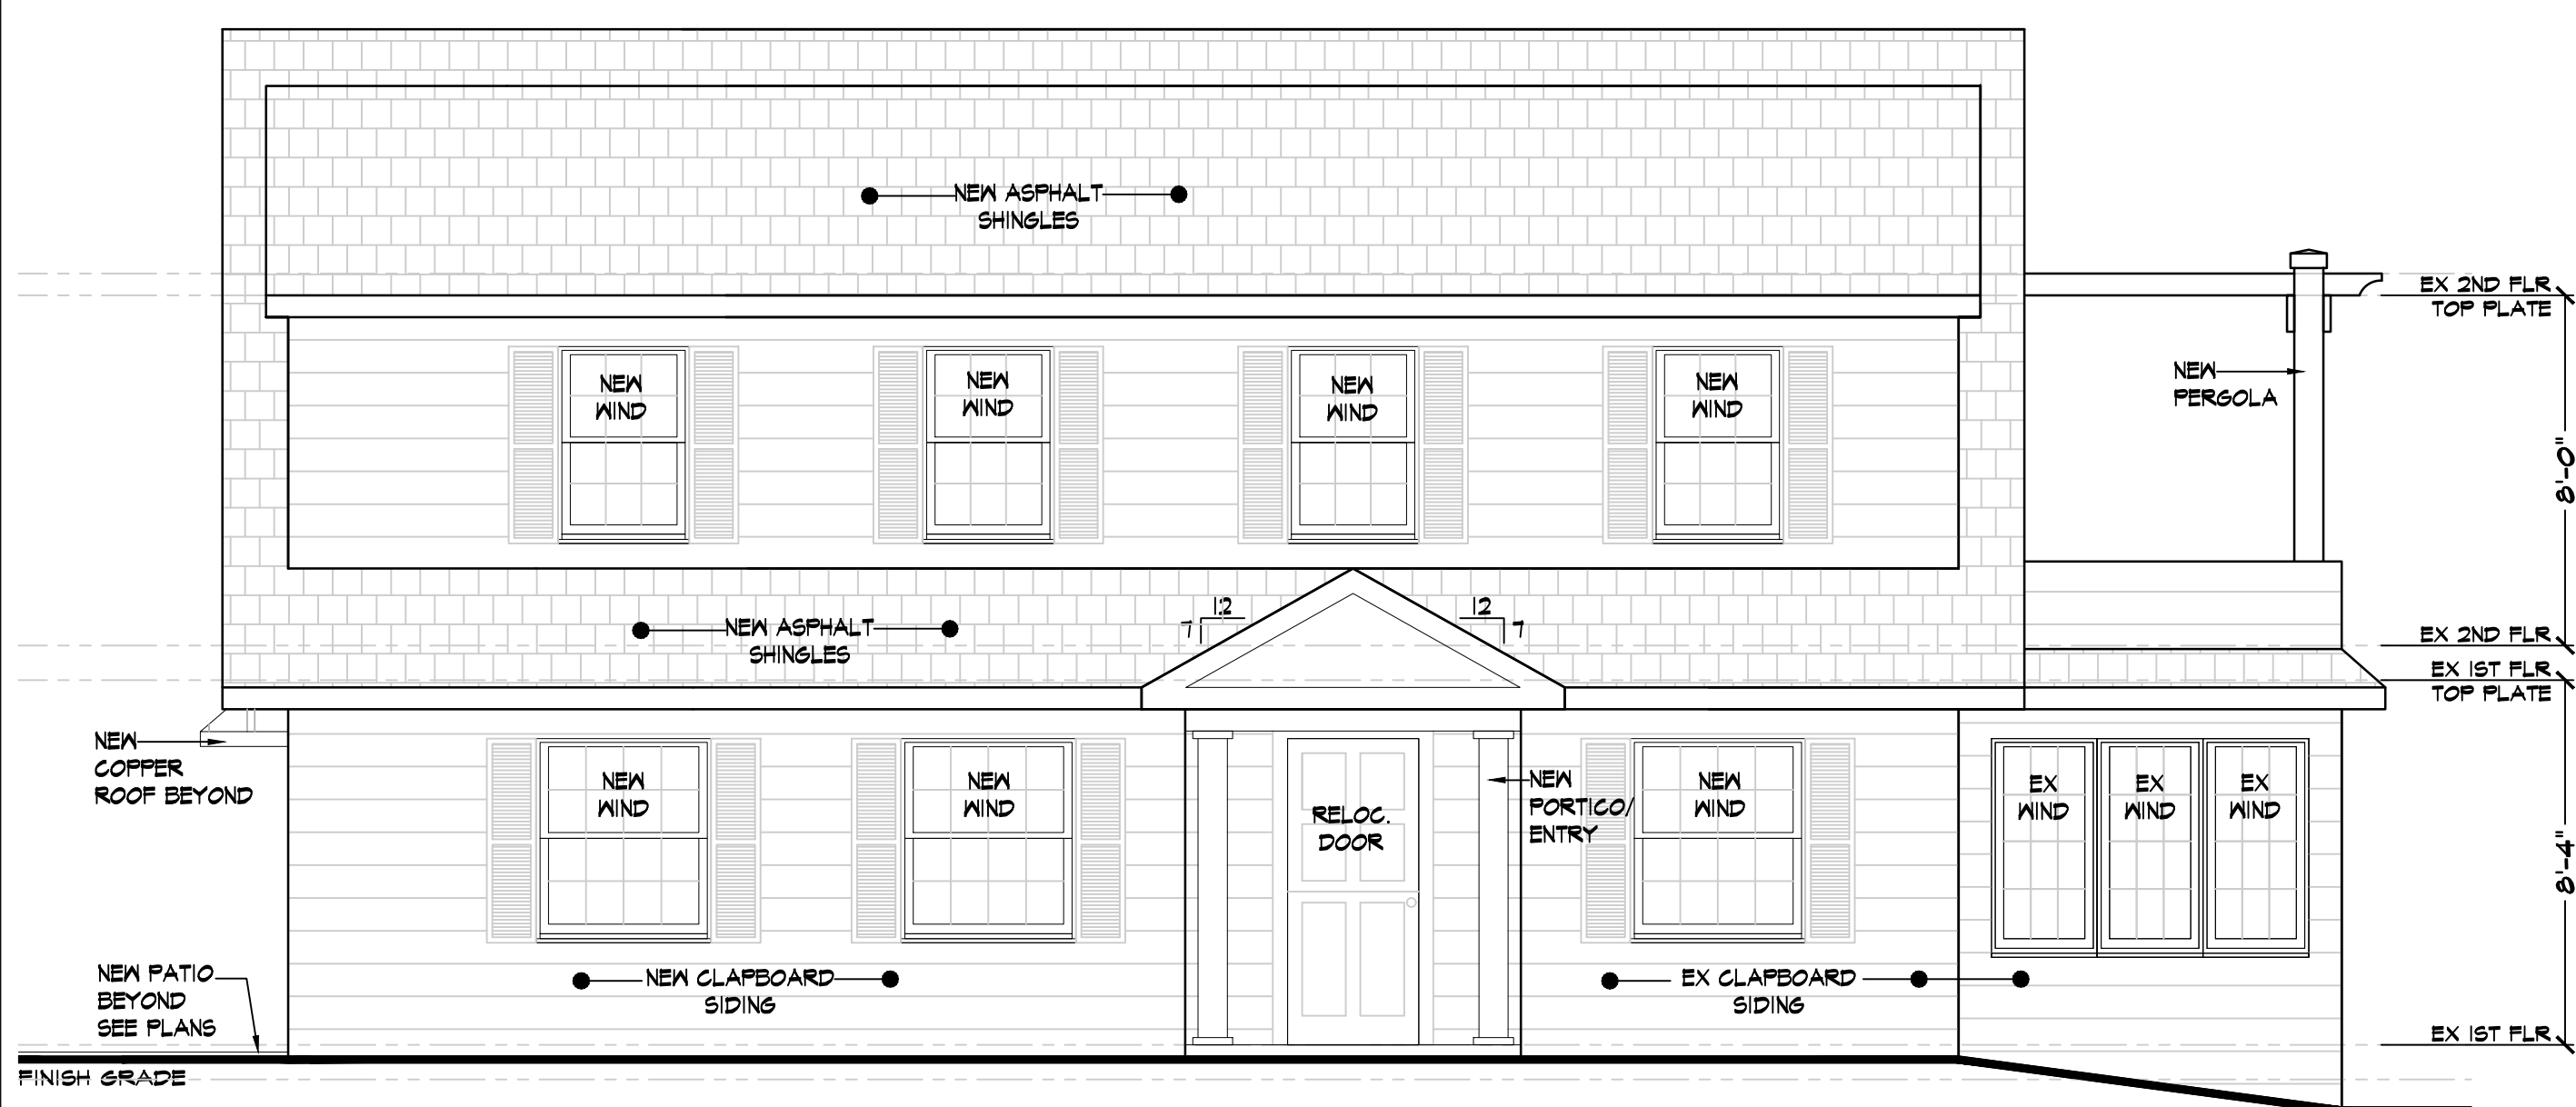 NEW ASPHALT
SHINGLES
EX 2ND FLR
TOP PLATE
NEW
PERGOLA
8'-0"
NEW
WIND
NEW
WIND
NEW
WIND
NEW
WIND
12
7
12
7
NEW ASPHALT
SHINGLES
EX 2ND FLR
EX 1ST FLR
TOP PLATE
NEW
COPPER
ROOF BEYOND
NEW
WIND
NEW
WIND
RELOC.
DOOR
NEW
PORTICO/
ENTRY
NEW
WIND
EX
WIND
EX
WIND
EX
WIND
8'-4"
NEW PATIO
BEYOND
SEE PLANS
NEW CLAPBOARD
SIDING
EX CLAPBOARD
SIDING
EX 1ST FLR
FINISH GRADE